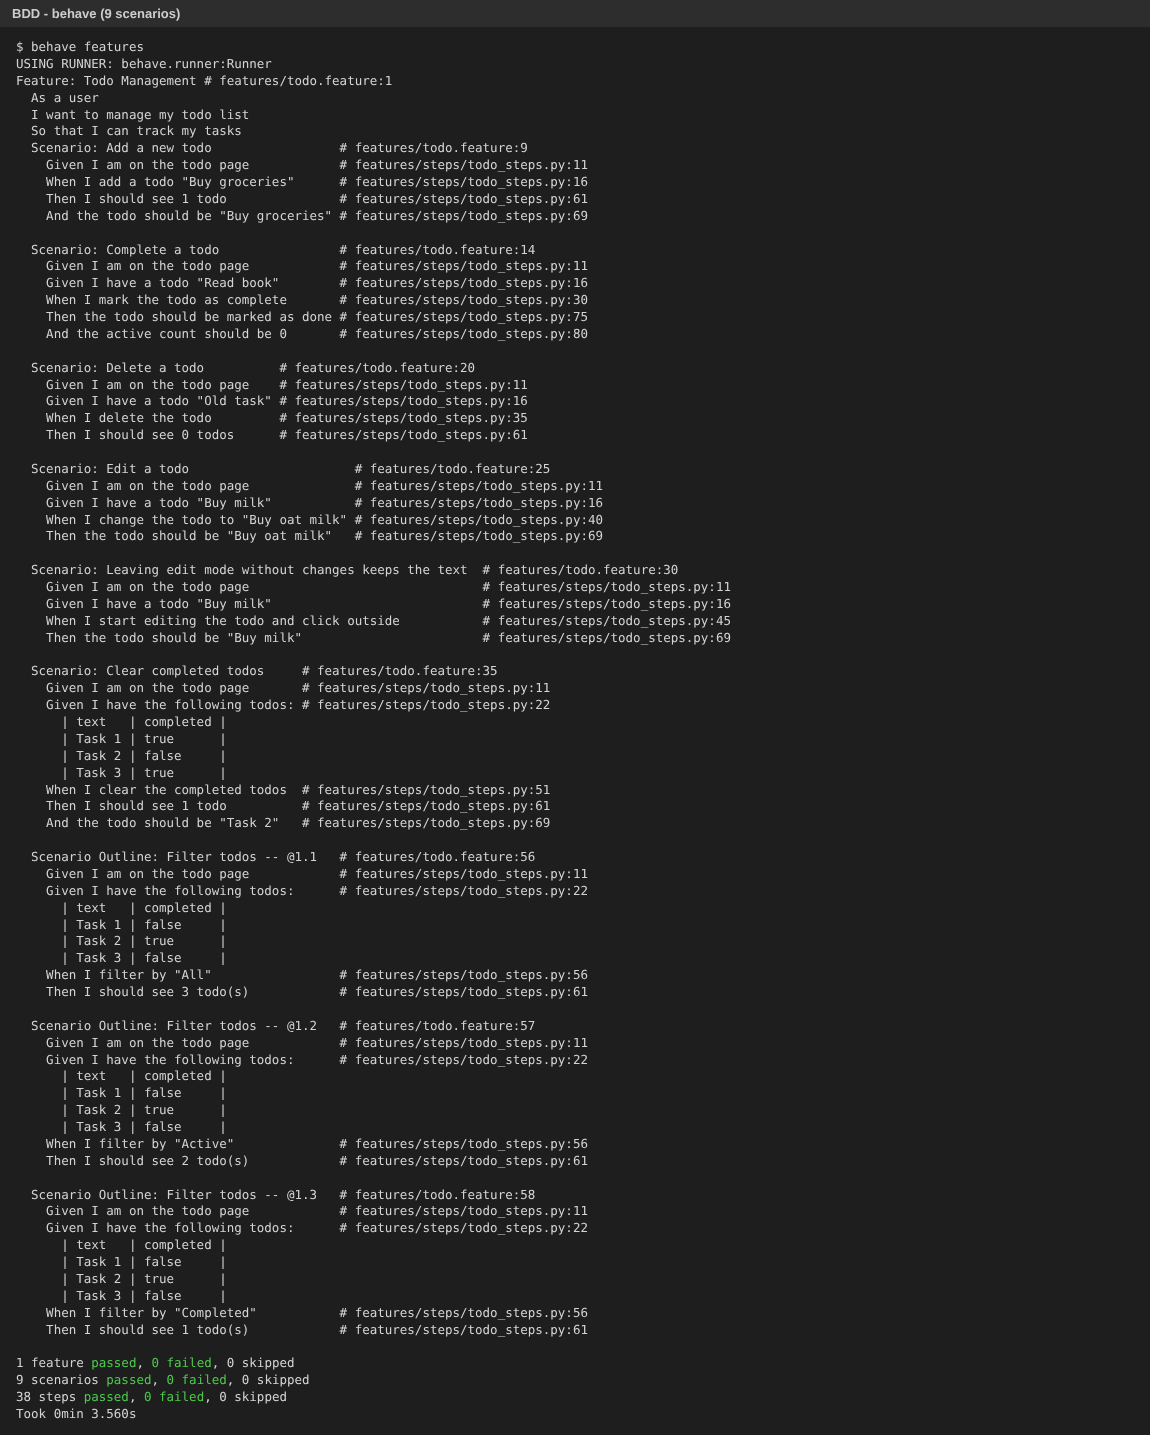 BDD - behave (9 scenarios)
$ behave features
USING RUNNER: behave.runner:Runner
Feature: Todo Management # features/todo.feature:1
  As a user
  I want to manage my todo list
  So that I can track my tasks
  Scenario: Add a new todo                 # features/todo.feature:9
    Given I am on the todo page            # features/steps/todo_steps.py:11
    When I add a todo "Buy groceries"      # features/steps/todo_steps.py:16
    Then I should see 1 todo               # features/steps/todo_steps.py:61
    And the todo should be "Buy groceries" # features/steps/todo_steps.py:69

  Scenario: Complete a todo                # features/todo.feature:14
    Given I am on the todo page            # features/steps/todo_steps.py:11
    Given I have a todo "Read book"        # features/steps/todo_steps.py:16
    When I mark the todo as complete       # features/steps/todo_steps.py:30
    Then the todo should be marked as done # features/steps/todo_steps.py:75
    And the active count should be 0       # features/steps/todo_steps.py:80

  Scenario: Delete a todo          # features/todo.feature:20
    Given I am on the todo page    # features/steps/todo_steps.py:11
    Given I have a todo "Old task" # features/steps/todo_steps.py:16
    When I delete the todo         # features/steps/todo_steps.py:35
    Then I should see 0 todos      # features/steps/todo_steps.py:61

  Scenario: Edit a todo                      # features/todo.feature:25
    Given I am on the todo page              # features/steps/todo_steps.py:11
    Given I have a todo "Buy milk"           # features/steps/todo_steps.py:16
    When I change the todo to "Buy oat milk" # features/steps/todo_steps.py:40
    Then the todo should be "Buy oat milk"   # features/steps/todo_steps.py:69

  Scenario: Leaving edit mode without changes keeps the text  # features/todo.feature:30
    Given I am on the todo page                               # features/steps/todo_steps.py:11
    Given I have a todo "Buy milk"                            # features/steps/todo_steps.py:16
    When I start editing the todo and click outside           # features/steps/todo_steps.py:45
    Then the todo should be "Buy milk"                        # features/steps/todo_steps.py:69

  Scenario: Clear completed todos     # features/todo.feature:35
    Given I am on the todo page       # features/steps/todo_steps.py:11
    Given I have the following todos: # features/steps/todo_steps.py:22
      | text   | completed |
      | Task 1 | true      |
      | Task 2 | false     |
      | Task 3 | true      |
    When I clear the completed todos  # features/steps/todo_steps.py:51
    Then I should see 1 todo          # features/steps/todo_steps.py:61
    And the todo should be "Task 2"   # features/steps/todo_steps.py:69

  Scenario Outline: Filter todos -- @1.1   # features/todo.feature:56
    Given I am on the todo page            # features/steps/todo_steps.py:11
    Given I have the following todos:      # features/steps/todo_steps.py:22
      | text   | completed |
      | Task 1 | false     |
      | Task 2 | true      |
      | Task 3 | false     |
    When I filter by "All"                 # features/steps/todo_steps.py:56
    Then I should see 3 todo(s)            # features/steps/todo_steps.py:61

  Scenario Outline: Filter todos -- @1.2   # features/todo.feature:57
    Given I am on the todo page            # features/steps/todo_steps.py:11
    Given I have the following todos:      # features/steps/todo_steps.py:22
      | text   | completed |
      | Task 1 | false     |
      | Task 2 | true      |
      | Task 3 | false     |
    When I filter by "Active"              # features/steps/todo_steps.py:56
    Then I should see 2 todo(s)            # features/steps/todo_steps.py:61

  Scenario Outline: Filter todos -- @1.3   # features/todo.feature:58
    Given I am on the todo page            # features/steps/todo_steps.py:11
    Given I have the following todos:      # features/steps/todo_steps.py:22
      | text   | completed |
      | Task 1 | false     |
      | Task 2 | true      |
      | Task 3 | false     |
    When I filter by "Completed"           # features/steps/todo_steps.py:56
    Then I should see 1 todo(s)            # features/steps/todo_steps.py:61

1 feature passed, 0 failed, 0 skipped
9 scenarios passed, 0 failed, 0 skipped
38 steps passed, 0 failed, 0 skipped
Took 0min 3.560s